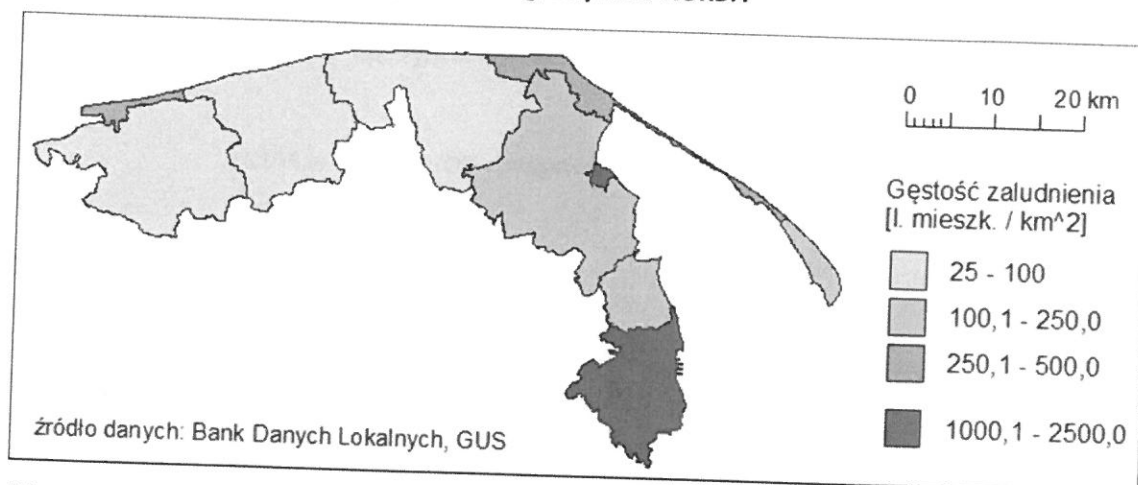 0 10 20 km
Gęstość zaludnienia
[l. mieszk. / km^2]
25 - 100
100,1 - 250,0
250,1 - 500,0
1000,1 - 2500,0
źródło danych: Bank Danych Lokalnych, GUS